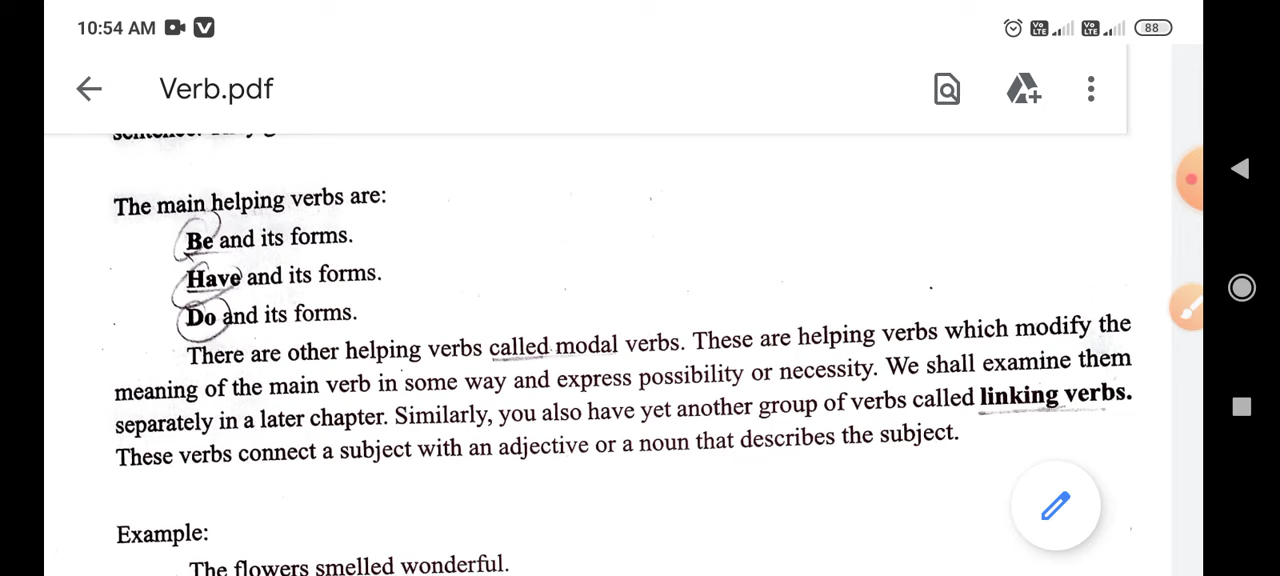 10:54 AM
88
Verb.pdf
The main helping verbs are:
Be and its forms.
Have and its forms.
Do and its forms.
There are other helping verbs called modal verbs. These are helping verbs which modify the
meaning of the main verb in some way and express possibility or necessity. We shall examine them
separately in a later chapter. Similarly, you also have yet another group of verbs called linking verbs.
These verbs connect a subject with an adjective or a noun that describes the subject.
Example:
The flowers smelled wonderful.